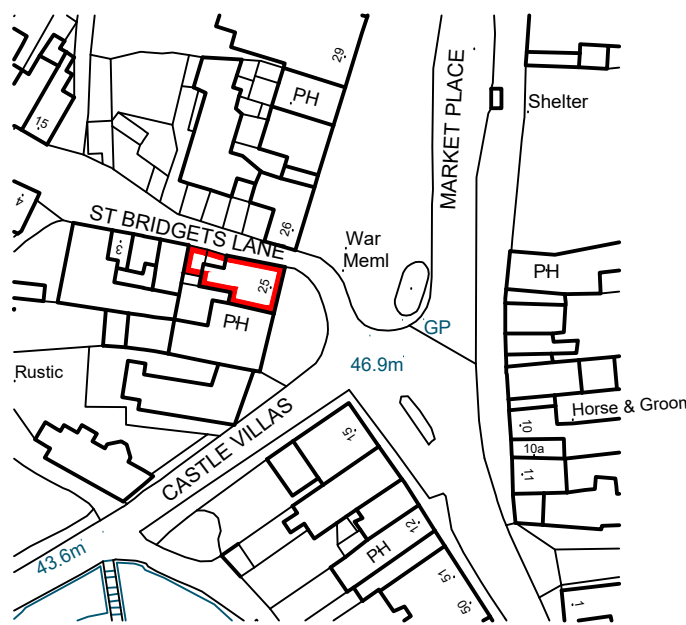 29
PH
MARKET PLACE
Shelter
15
4
ST BRIDGETS LANE
26
War
Meml
3
25
PH
PH
GP
46.9m
Rustic
Horse & Groom
10
10a
11
CASTLE VILLAS
15
12
PH
43.6m
51
50
1